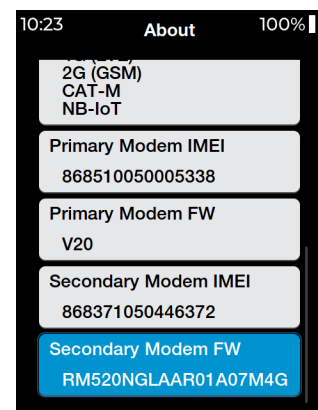 10:23
About
100%
2G (GSM)
CAT-M
NB-IoT
Primary Modem IMEI
868510050005338
Primary Modem FW
V20
Secondary Modem IMEI
868371050446372
Secondary Modem FW
RM520NGLAAR01A07M4G